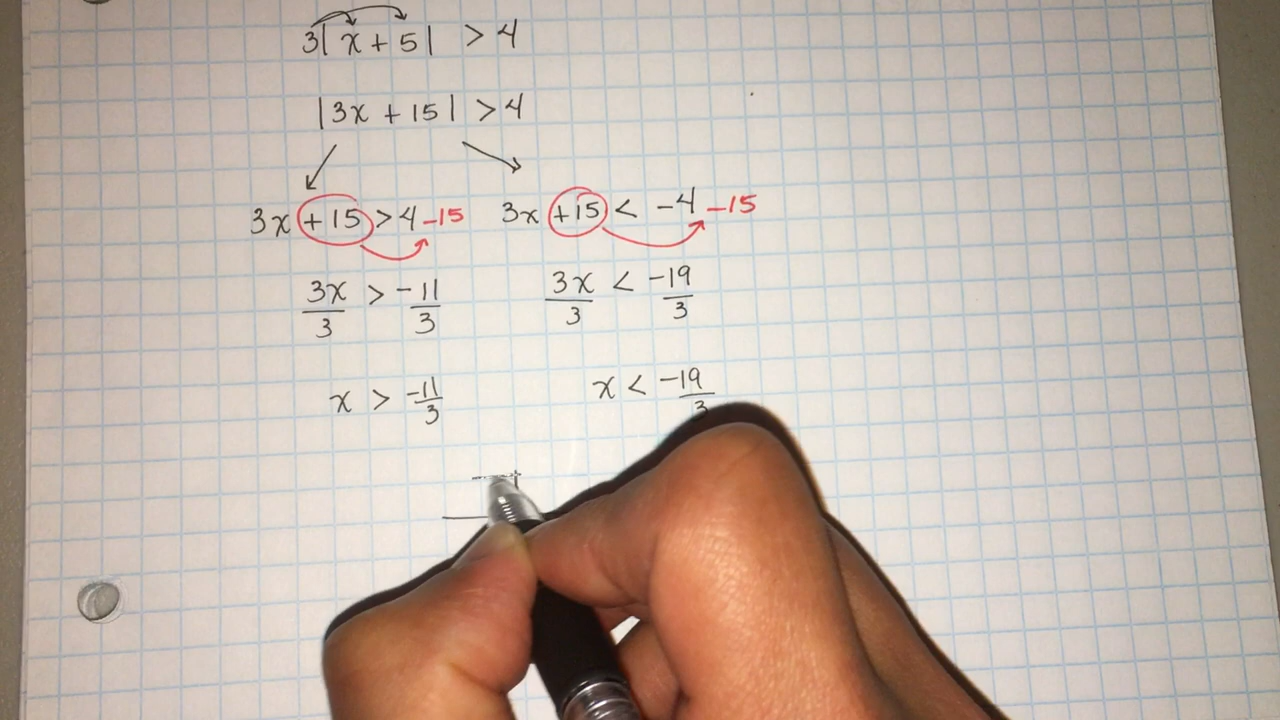 3|x + 5| > 4
|3x + 15| > 4
3x + 15 > 4 - 15 3x + 15 < -4 - 15
3x/3 > -11/3 3x/3 < -19/3
x > -11/3 x < -19/3